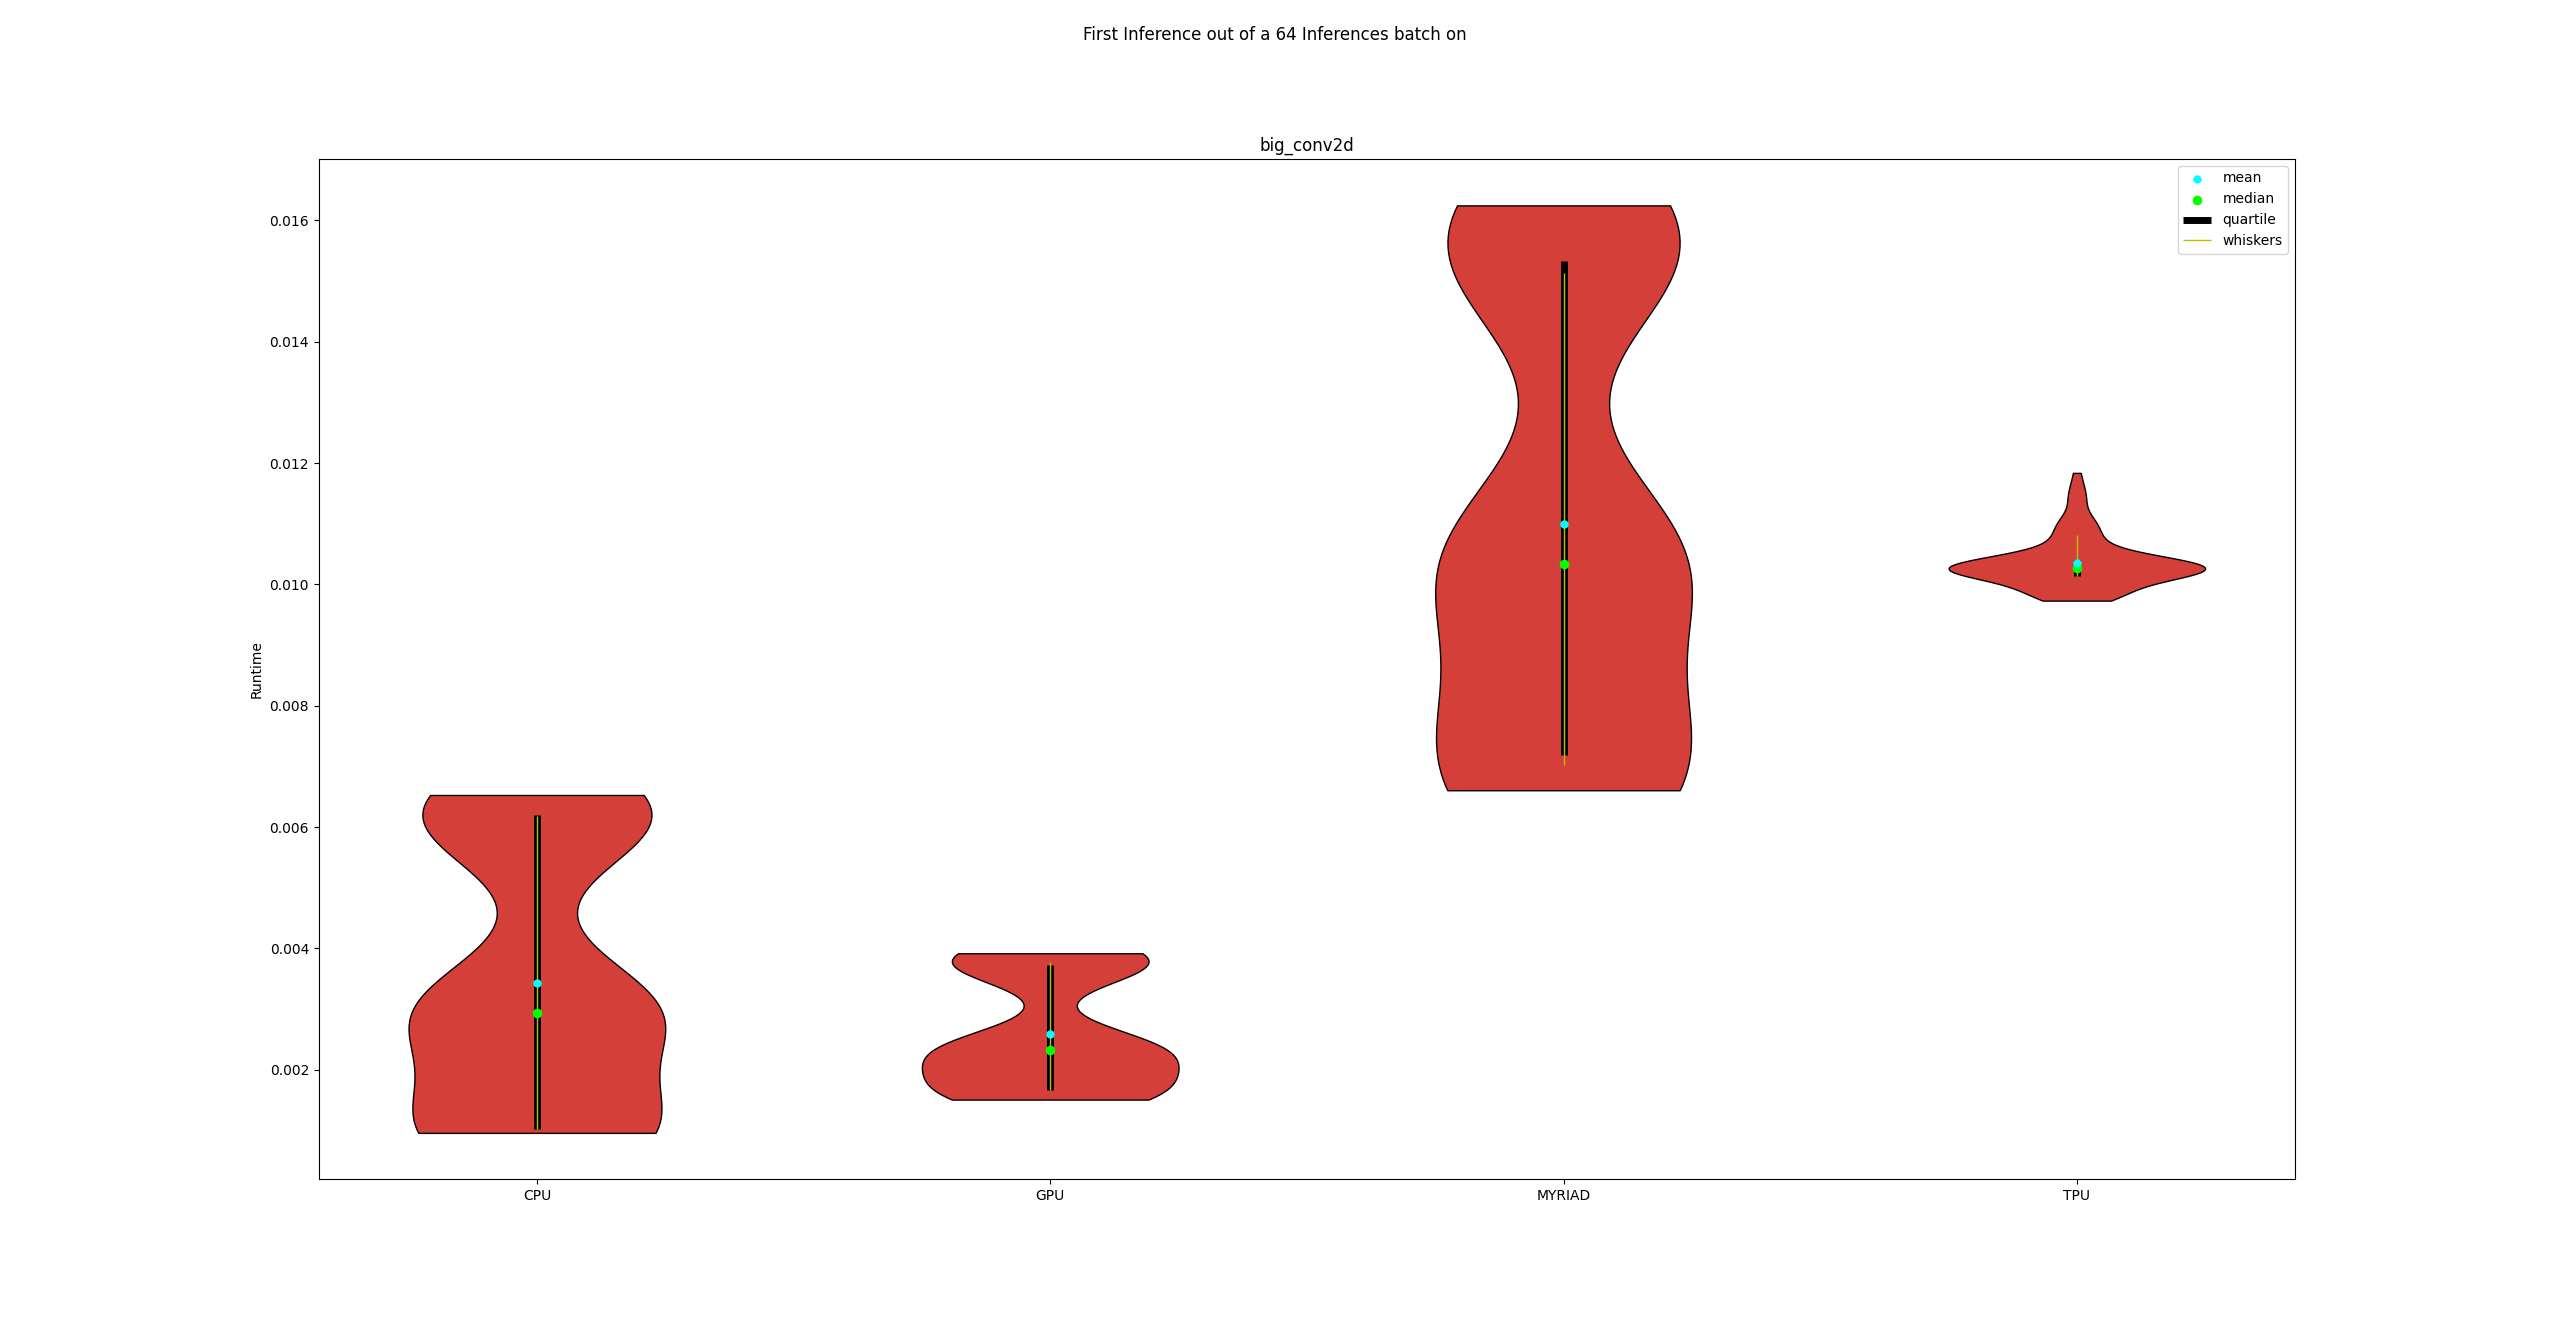 First Inference out of a 64 Inferences batch on
big_conv2d
mean
median
quartile
whiskers
0.016
0.014
0.012
0.010
0.008
0.006
0.004
0.002
Runtime
CPU
GPU
MYRIAD
TPU